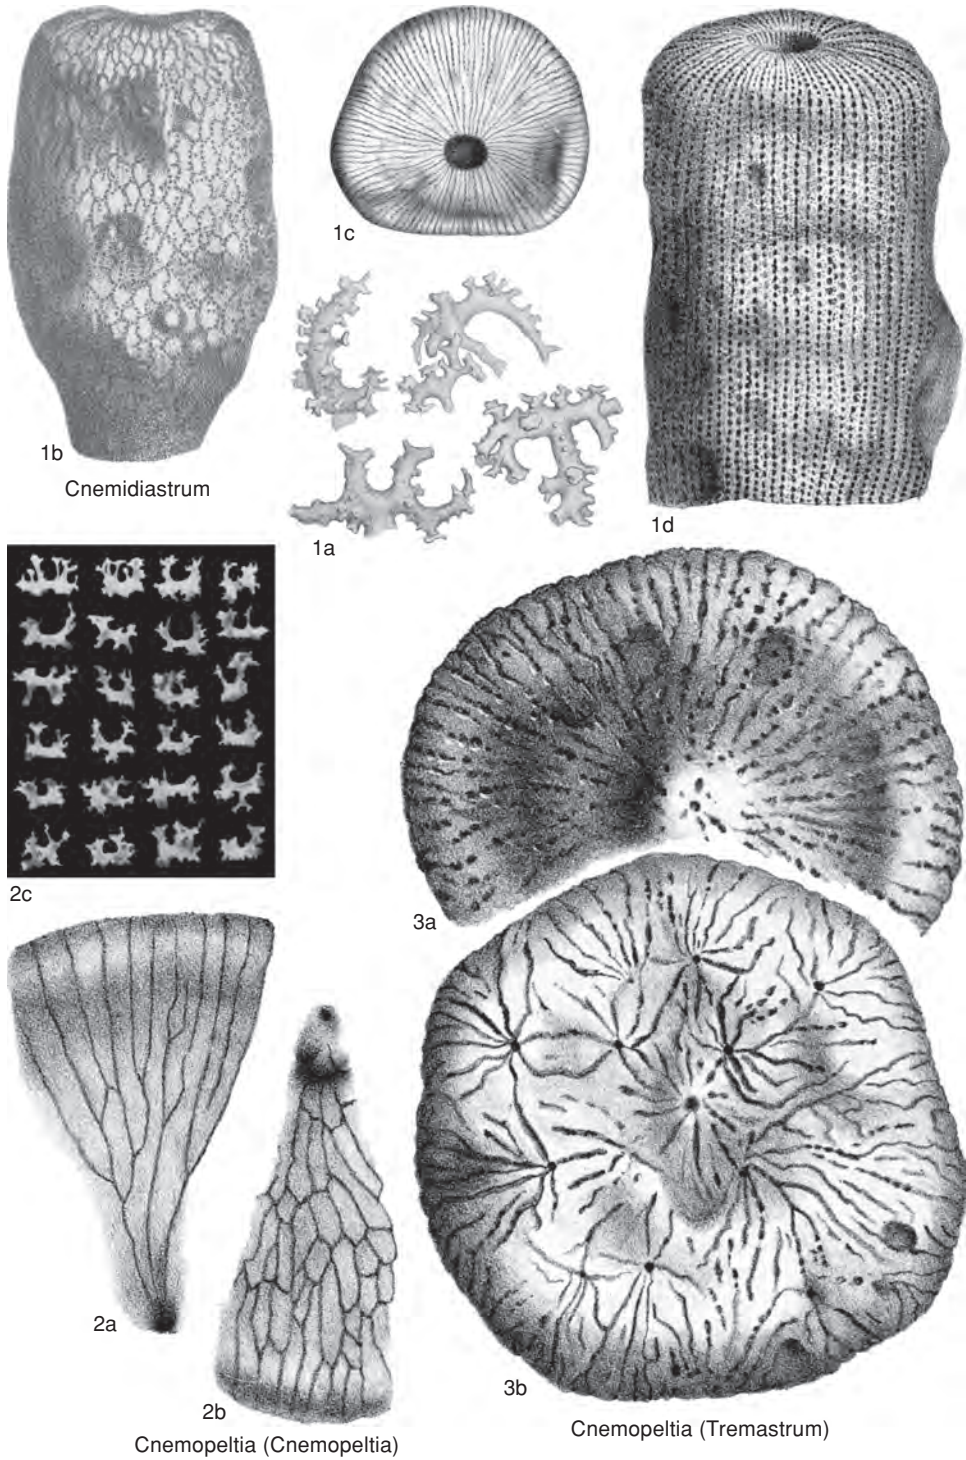 1c
1b
Cnemidiastrum
1a
1d
2c
3a
2a
2b
3b
Cnemopeltia (Cnemopeltia)
Cnemopeltia (Tremastrum)